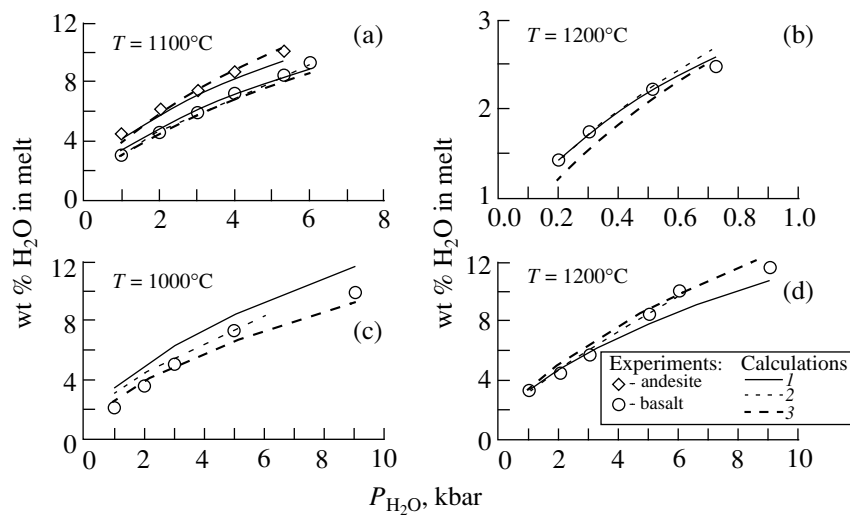 12
8
4
0
wt % H₂O in melt
T = 1100°C
(a)
0 2 4 6 8
3
2
1
T = 1200°C
(b)
0.0 0.2 0.4 0.6 0.8 1.0
12
8
4
0
wt % H₂O in melt
T = 1000°C
(c)
0 2 4 6 8 10
12
8
4
0
T = 1200°C
(d)
Experiments: Calculations
- andesite 1
- basalt 2
3
0 2 4 6 8 10
P_H₂O, kbar